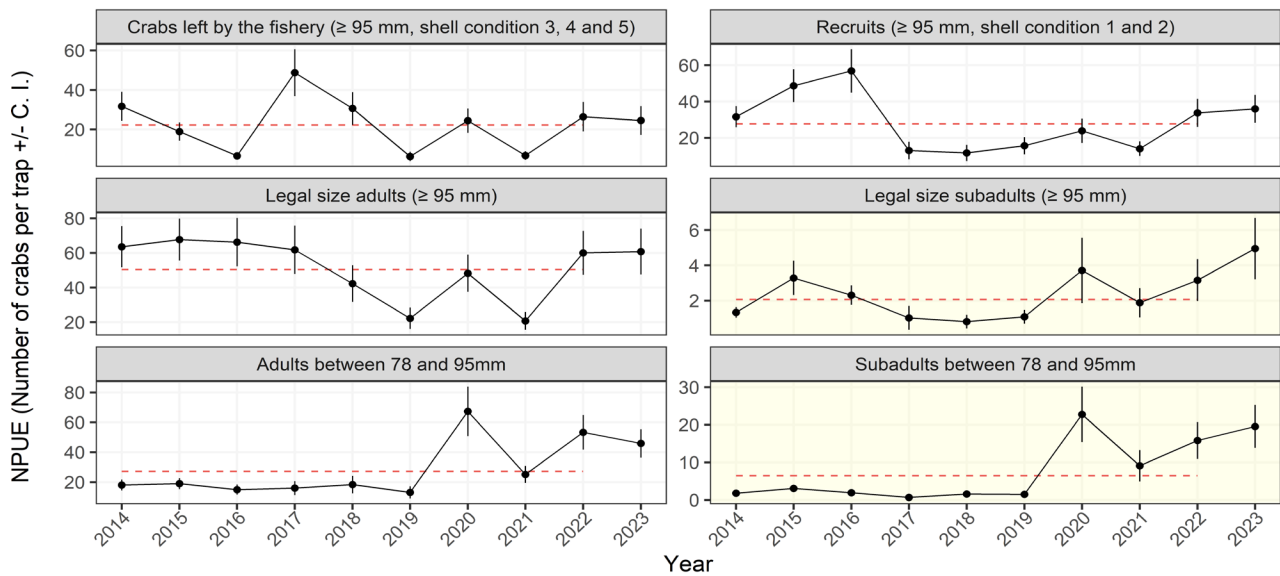 NPUE (Number of crabs per trap +/- C. I.)
Crabs left by the fishery (≥ 95 mm, shell condition 3, 4 and 5)
60
40
20
Recruits (≥ 95 mm, shell condition 1 and 2)
60
40
20
Legal size adults (≥ 95 mm)
80
60
40
20
Legal size subadults (≥ 95 mm)
6
4
2
Adults between 78 and 95mm
80
60
40
20
Subadults between 78 and 95mm
30
20
10
0
2014 2015 2016 2017 2018 2019 2020 2021 2022 2023
2014 2015 2016 2017 2018 2019 2020 2021 2022 2023
Year